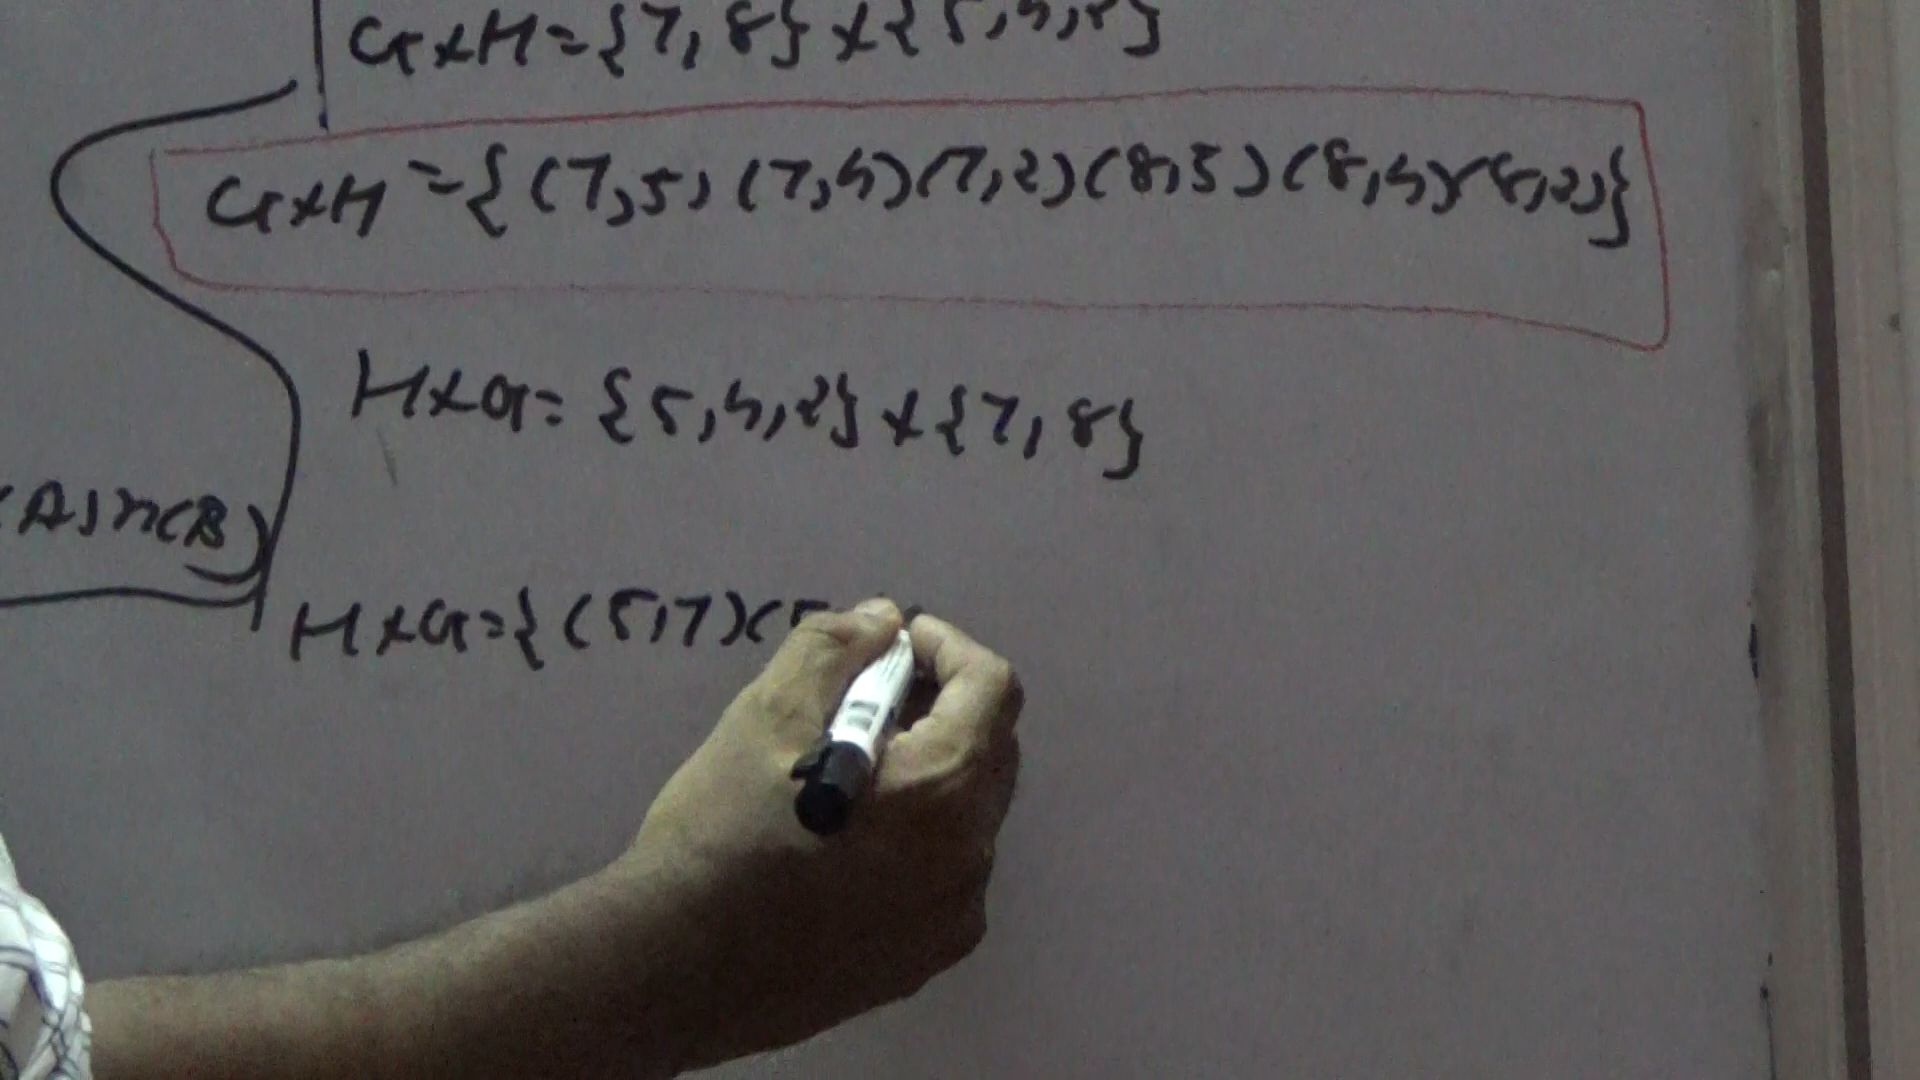 G×H={7,8}×{5,4,2}
G×H={(7,5)(7,4)(7,2)(8,5)(8,4)(8,2)}
H×G={5,4,2}×{7,8}
(A)n(B)
H×G={(5,7)(5,